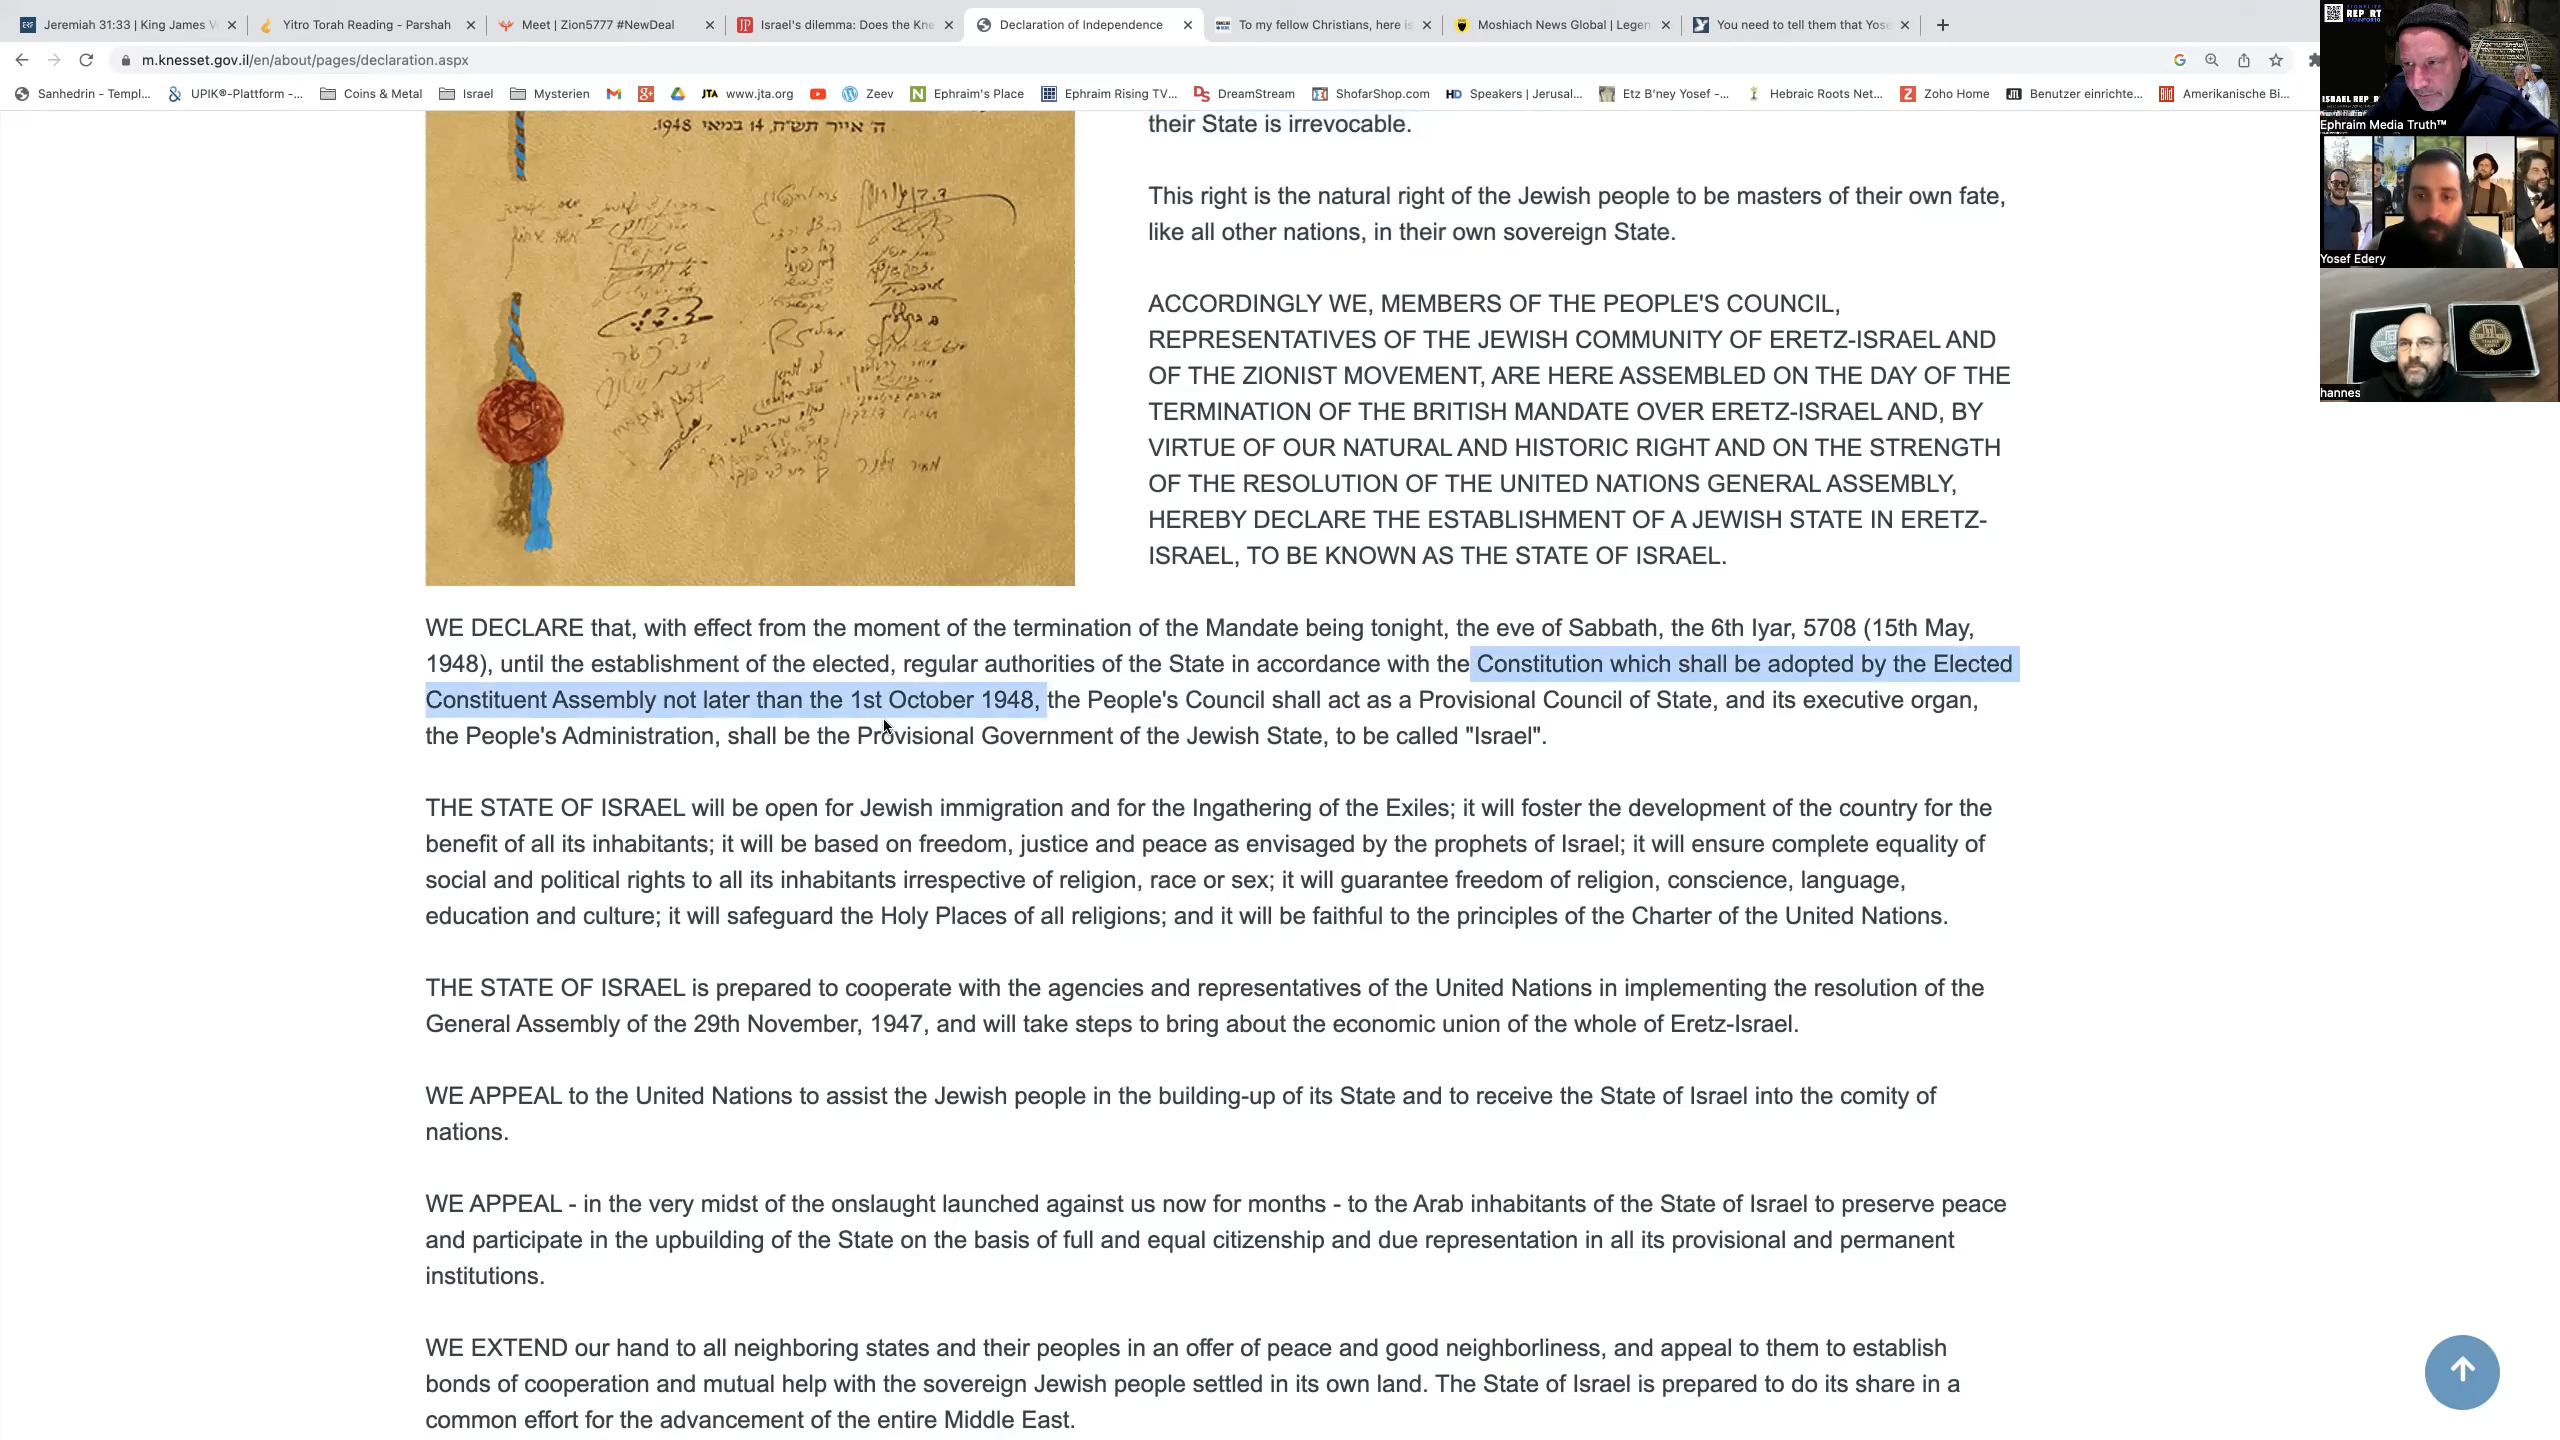 Jeremiah 31:33 | King James V
Yitro Torah Reading - Parshah
Meet | Zion5777 #NewDeal
Israel's dilemma: Does the Kne
Declaration of Independence
To my fellow Christians, here is
Moshiach News Global | Legen
You need to tell them that Yose
m.knesset.gov.il/en/about/pages/declaration.aspx
Sanhedrin - Templ...
UPIK®-Plattform -...
Coins & Metal
Israel
Mysterien
JTA www.jta.org
Zeev
Ephraim's Place
Ephraim Rising TV...
DreamStream
ShofarShop.com
HD Speakers | Jerusal...
Etz B'ney Yosef -...
Hebraic Roots Net...
Zoho Home
Benutzer einrichte...
Amerikanische Bi...
ISRAEL REP RT
Ephraim Media Truth™
Yosef Edery
hannes
ה' אייר תש״ח, 14 במאי 1948.
their State is irrevocable.
This right is the natural right of the Jewish people to be masters of their own fate,
like all other nations, in their own sovereign State.
ACCORDINGLY WE, MEMBERS OF THE PEOPLE'S COUNCIL,
REPRESENTATIVES OF THE JEWISH COMMUNITY OF ERETZ-ISRAEL AND
OF THE ZIONIST MOVEMENT, ARE HERE ASSEMBLED ON THE DAY OF THE
TERMINATION OF THE BRITISH MANDATE OVER ERETZ-ISRAEL AND, BY
VIRTUE OF OUR NATURAL AND HISTORIC RIGHT AND ON THE STRENGTH
OF THE RESOLUTION OF THE UNITED NATIONS GENERAL ASSEMBLY,
HEREBY DECLARE THE ESTABLISHMENT OF A JEWISH STATE IN ERETZ-
ISRAEL, TO BE KNOWN AS THE STATE OF ISRAEL.
WE DECLARE that, with effect from the moment of the termination of the Mandate being tonight, the eve of Sabbath, the 6th Iyar, 5708 (15th May,
1948), until the establishment of the elected, regular authorities of the State in accordance with the Constitution which shall be adopted by the Elected
Constituent Assembly not later than the 1st October 1948, the People's Council shall act as a Provisional Council of State, and its executive organ,
the People's Administration, shall be the Provisional Government of the Jewish State, to be called "Israel".
THE STATE OF ISRAEL will be open for Jewish immigration and for the Ingathering of the Exiles; it will foster the development of the country for the
benefit of all its inhabitants; it will be based on freedom, justice and peace as envisaged by the prophets of Israel; it will ensure complete equality of
social and political rights to all its inhabitants irrespective of religion, race or sex; it will guarantee freedom of religion, conscience, language,
education and culture; it will safeguard the Holy Places of all religions; and it will be faithful to the principles of the Charter of the United Nations.
THE STATE OF ISRAEL is prepared to cooperate with the agencies and representatives of the United Nations in implementing the resolution of the
General Assembly of the 29th November, 1947, and will take steps to bring about the economic union of the whole of Eretz-Israel.
WE APPEAL to the United Nations to assist the Jewish people in the building-up of its State and to receive the State of Israel into the comity of
nations.
WE APPEAL - in the very midst of the onslaught launched against us now for months - to the Arab inhabitants of the State of Israel to preserve peace
and participate in the upbuilding of the State on the basis of full and equal citizenship and due representation in all its provisional and permanent
institutions.
WE EXTEND our hand to all neighboring states and their peoples in an offer of peace and good neighborliness, and appeal to them to establish
bonds of cooperation and mutual help with the sovereign Jewish people settled in its own land. The State of Israel is prepared to do its share in a
common effort for the advancement of the entire Middle East.